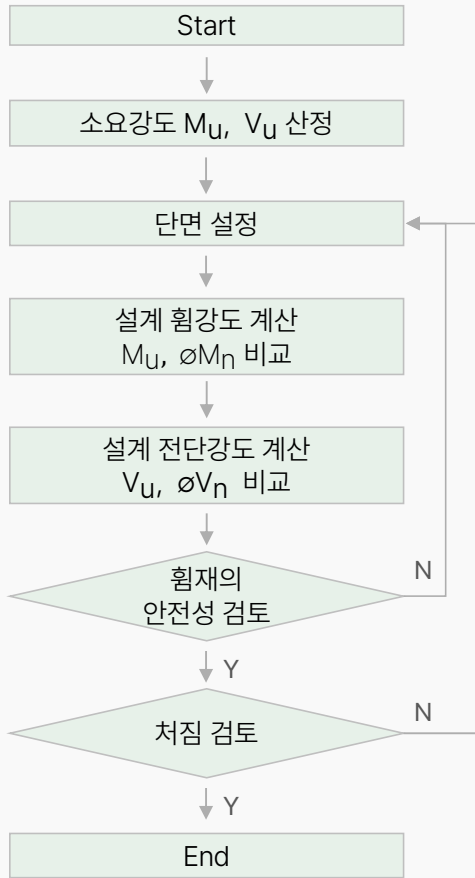 Start
소요강도 Mu, Vu 산정
단면 설정
설계 휨강도 계산
Mu, øMn 비교
설계 전단강도 계산
Vu, øVn 비교
휨재의
안전성 검토
N
Y
처짐 검토
N
Y
End